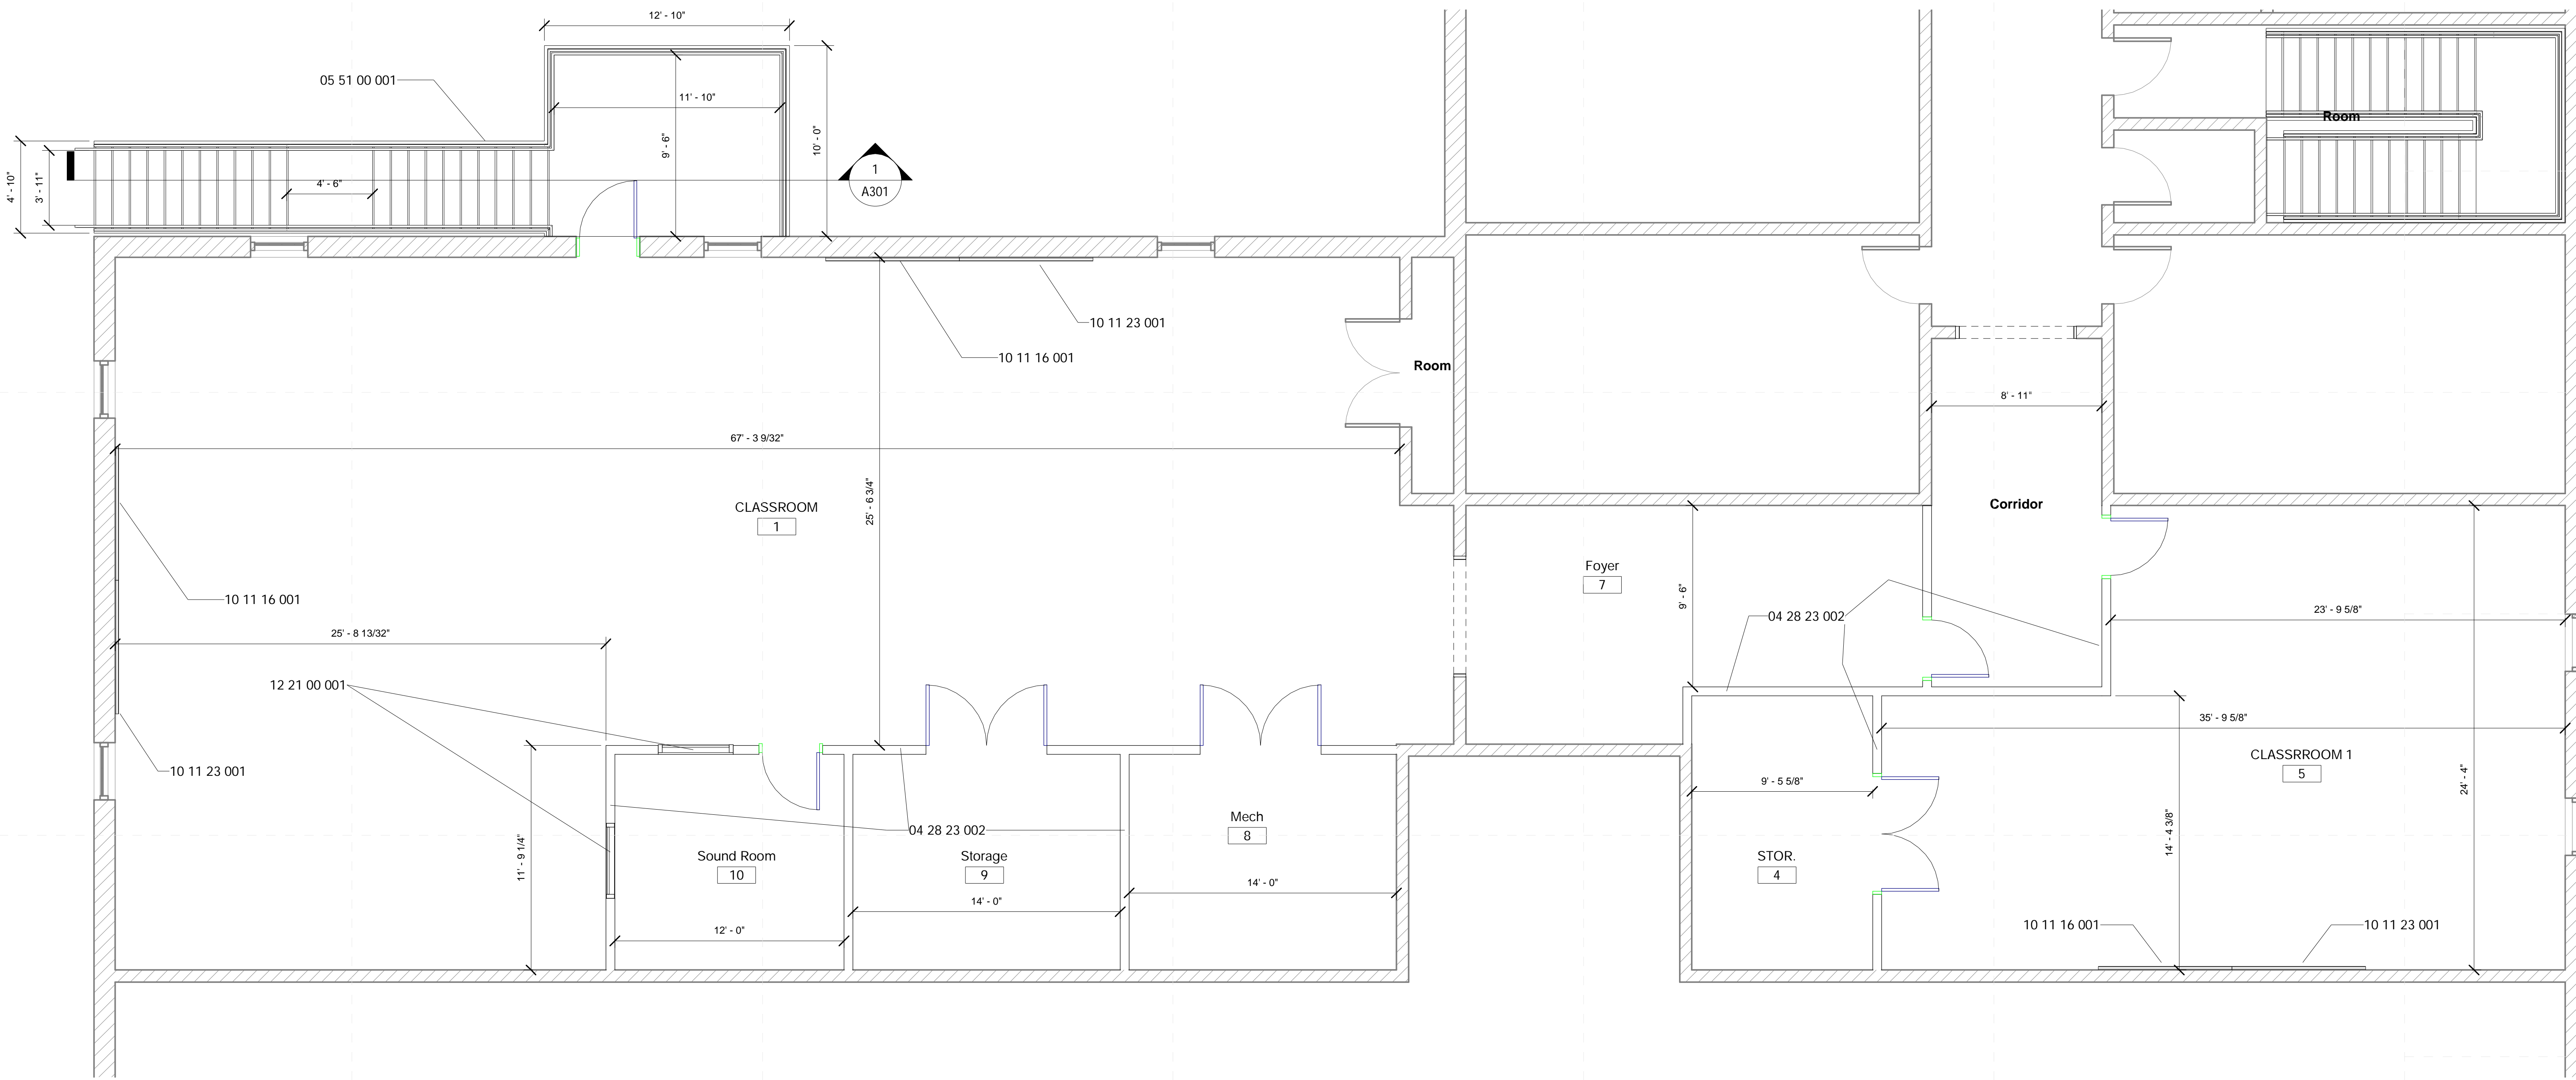 12' - 10"
05 51 00 001
11' - 10"
9' - 6"
10' - 0"
4' - 10"
3' - 11"
4' - 6"
1
A301
Room
10 11 23 001
10 11 16 001
Room
8' - 11"
67' - 3 9/32"
25' - 6 3/4"
CLASSROOM
1
Corridor
Foyer
7
9' - 6"
10 11 16 001
04 28 23 002
23' - 9 5/8"
25' - 8 13/32"
12 21 00 001
35' - 9 5/8"
10 11 23 001
CLASSRROOM 1
5
24' - 4"
9' - 5 5/8"
14' - 4 3/8"
11' - 9 1/4"
04 28 23 002
Mech
8
Sound Room
10
Storage
9
STOR.
4
14' - 0"
14' - 0"
12' - 0"
10 11 16 001
10 11 23 001